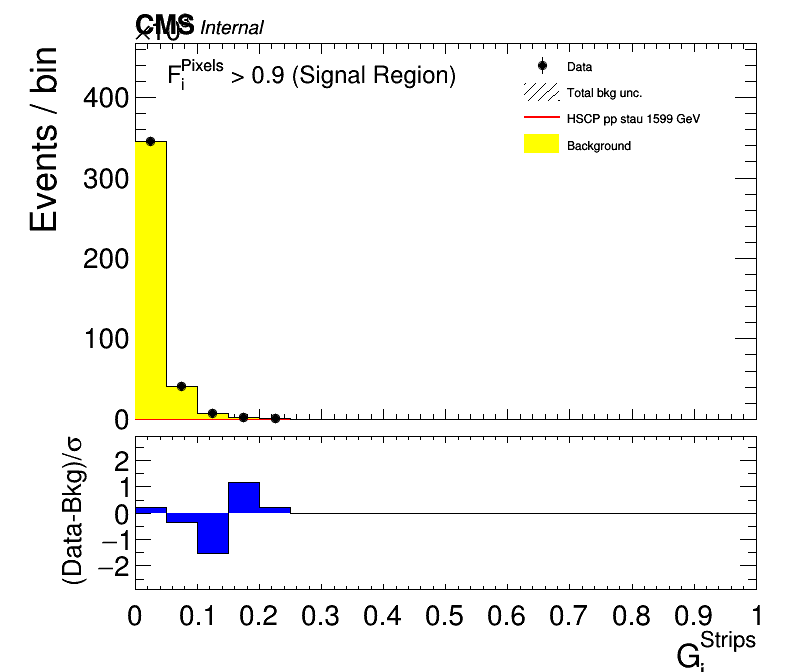 CMS Internal
F_i^Pixels > 0.9 (Signal Region)
Data
Total bkg unc.
HSCP pp stau 1599 GeV
Background
Events / bin
400
300
200
100
0
(Data-Bkg)/σ
2
1
0
−1
−2
0 0.1 0.2 0.3 0.4 0.5 0.6 0.7 0.8 0.9 1
G_i^Strips